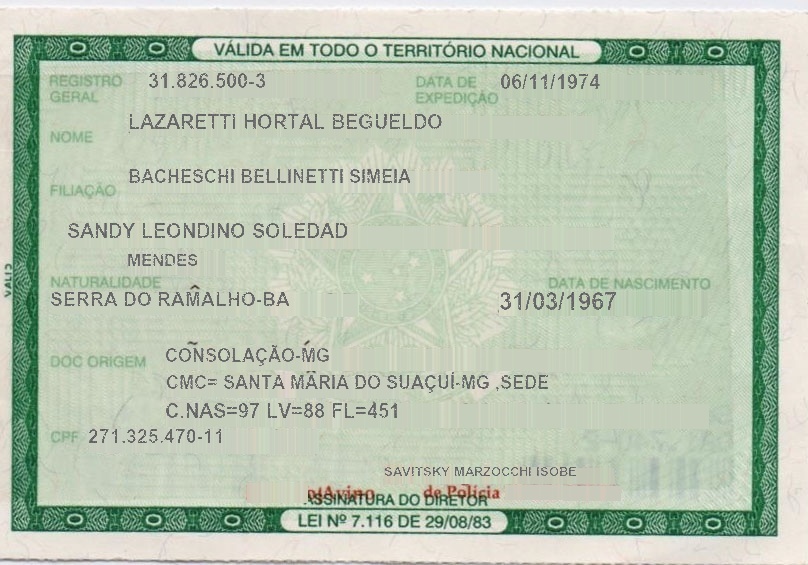 VÁLIDA EM TODO O TERRITÓRIO NACIONAL
REGISTRO GERAL 31.826.500-3 DATA DE EXPEDIÇÃO 06/11/1974
NOME LAZARETTI HORTAL BEGUELDO
FILIAÇÃO BACHESCHI BELLINETTI SIMEIA
SANDY LEONDINO SOLEDAD
MENDES
NATURALIDADE DATA DE NASCIMENTO
SERRA DO RAMALHO-BA 31/03/1967
DOC ORIGEM CONSOLAÇÃO-MG
CMC= SANTA MARIA DO SUAÇUÍ-MG ,SEDE
C.NAS=97 LV=88 FL=451
CPF 271.325.470-11
SAVITSKY MARZOCCHI ISOBE
de Polícia
ASSINATURA DO DIRETOR
LEI Nº 7.116 DE 29/08/83
VALID